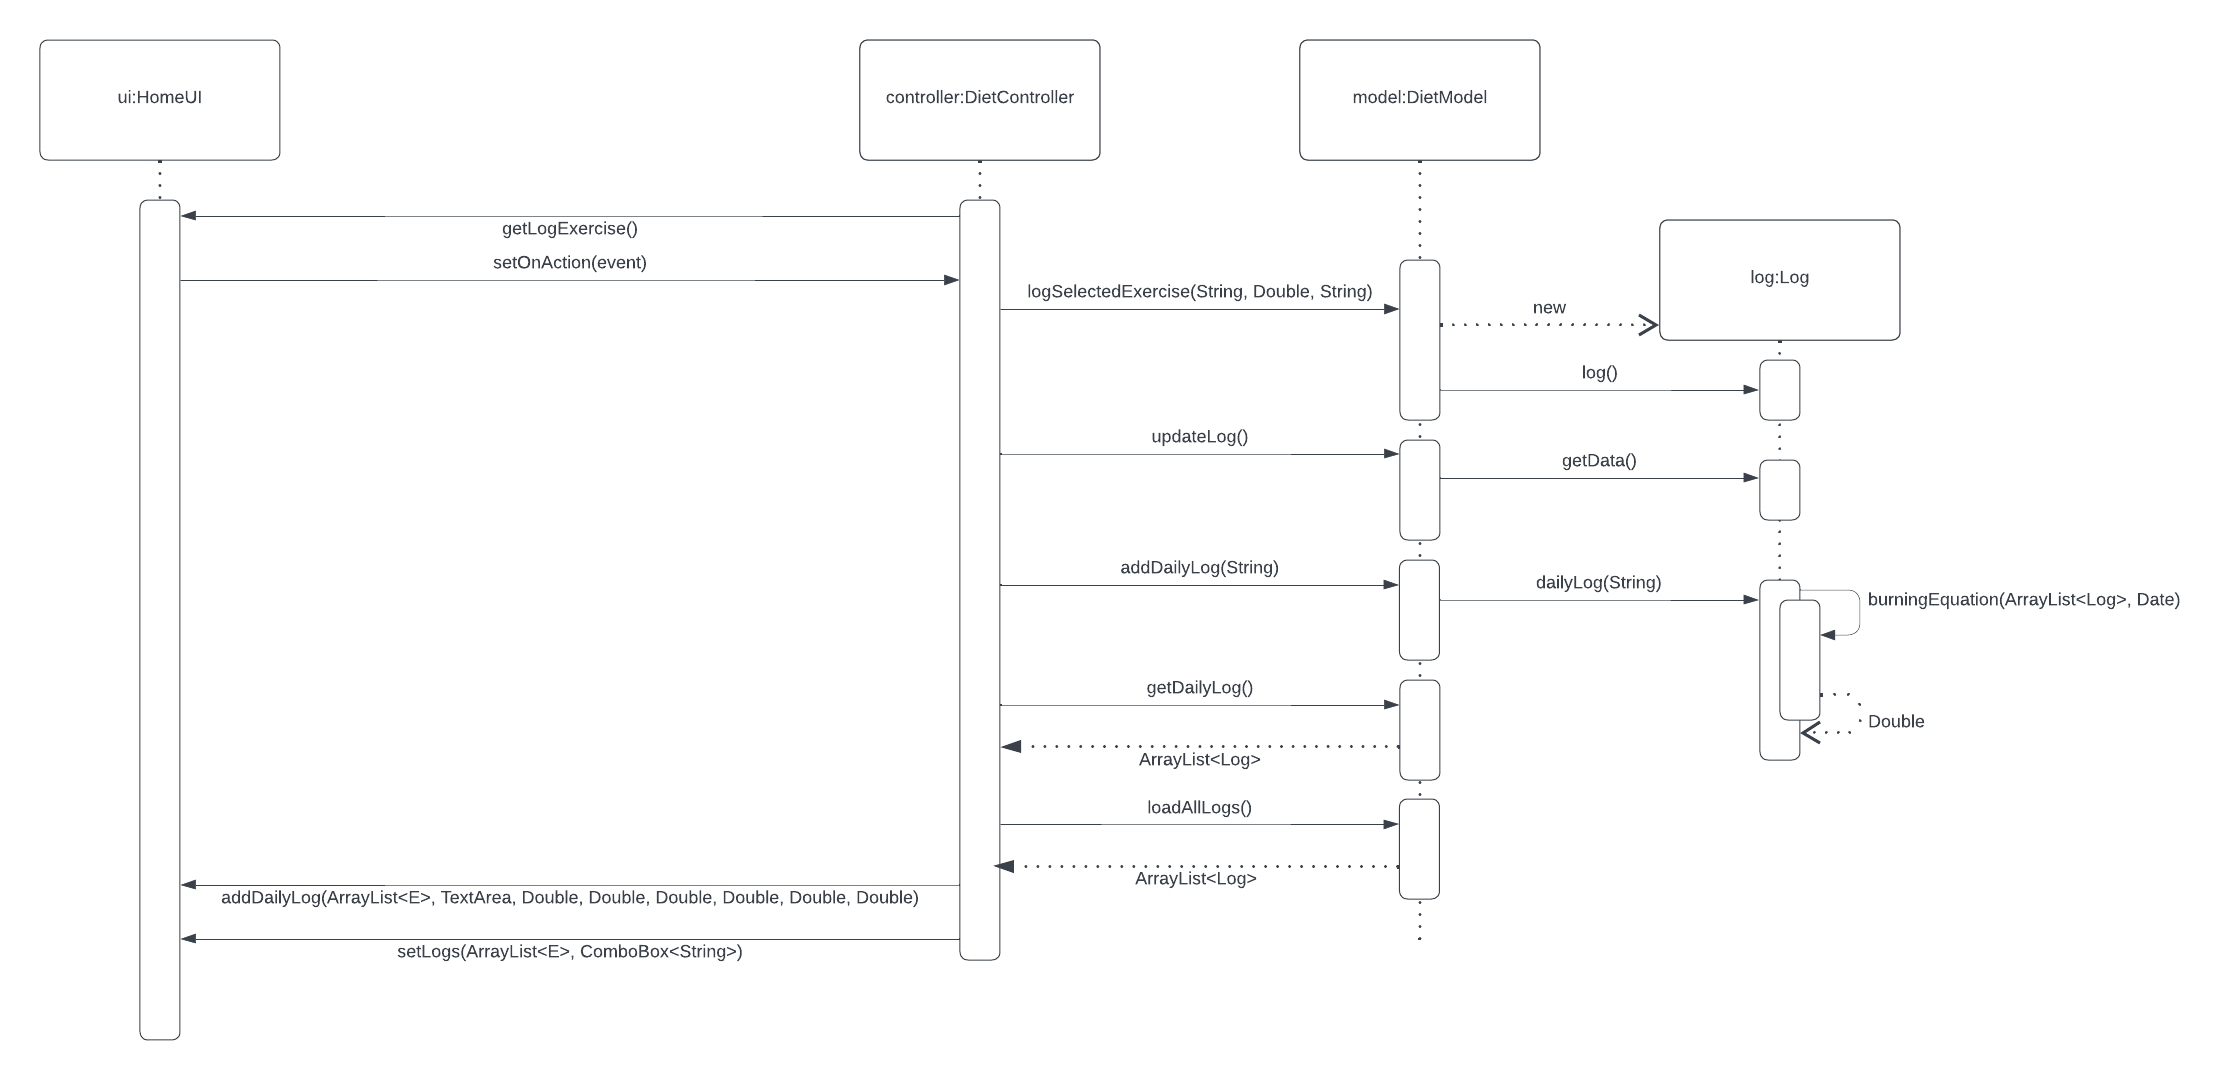 ui:HomeUI
controller:DietController
model:DietModel
log:Log
getLogExercise()
setOnAction(event)
logSelectedExercise(String, Double, String)
new
log()
updateLog()
getData()
addDailyLog(String)
dailyLog(String)
burningEquation(ArrayList<Log>, Date)
getDailyLog()
Double
ArrayList<Log>
loadAllLogs()
ArrayList<Log>
addDailyLog(ArrayList<E>, TextArea, Double, Double, Double, Double, Double, Double)
setLogs(ArrayList<E>, ComboBox<String>)